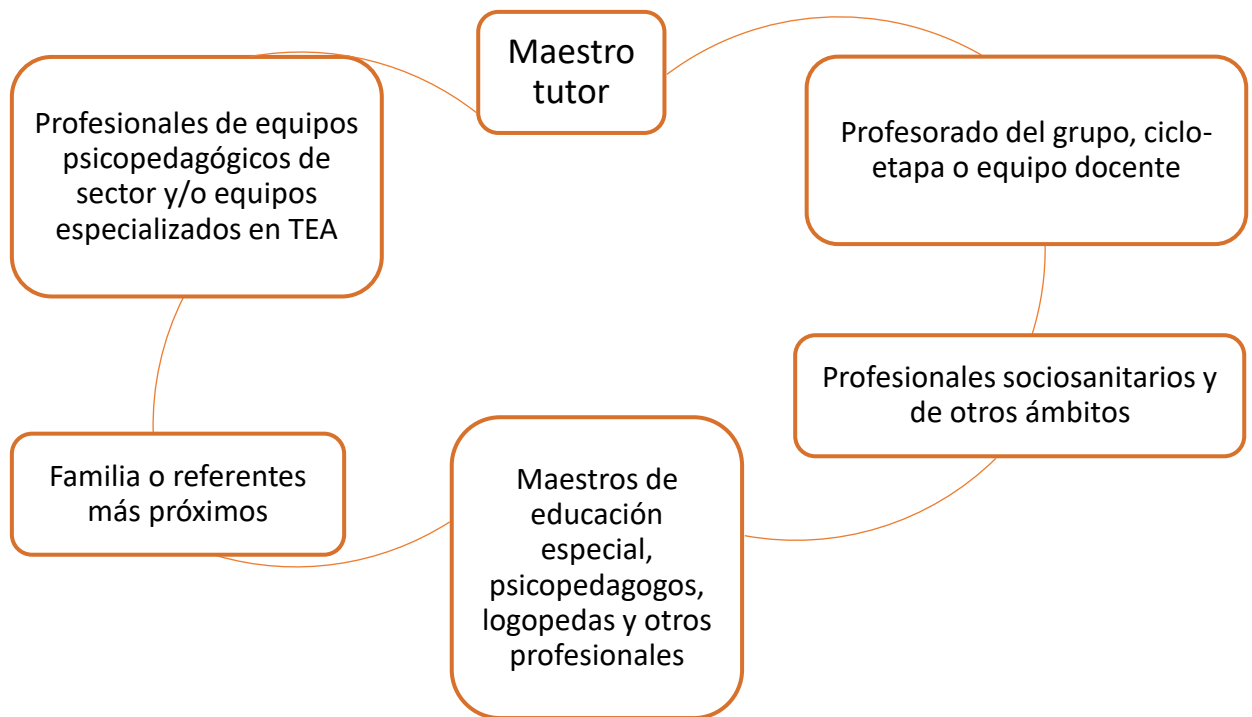 Maestro
tutor
Profesorado del grupo, ciclo-
etapa o equipo docente
Profesionales sociosanitarios y
de otros ámbitos
Maestros de
educación
especial,
psicopedagogos,
logopedas y otros
profesionales
Familia o referentes
más próximos
Profesionales de equipos
psicopedagógicos de
sector y/o equipos
especializados en TEA